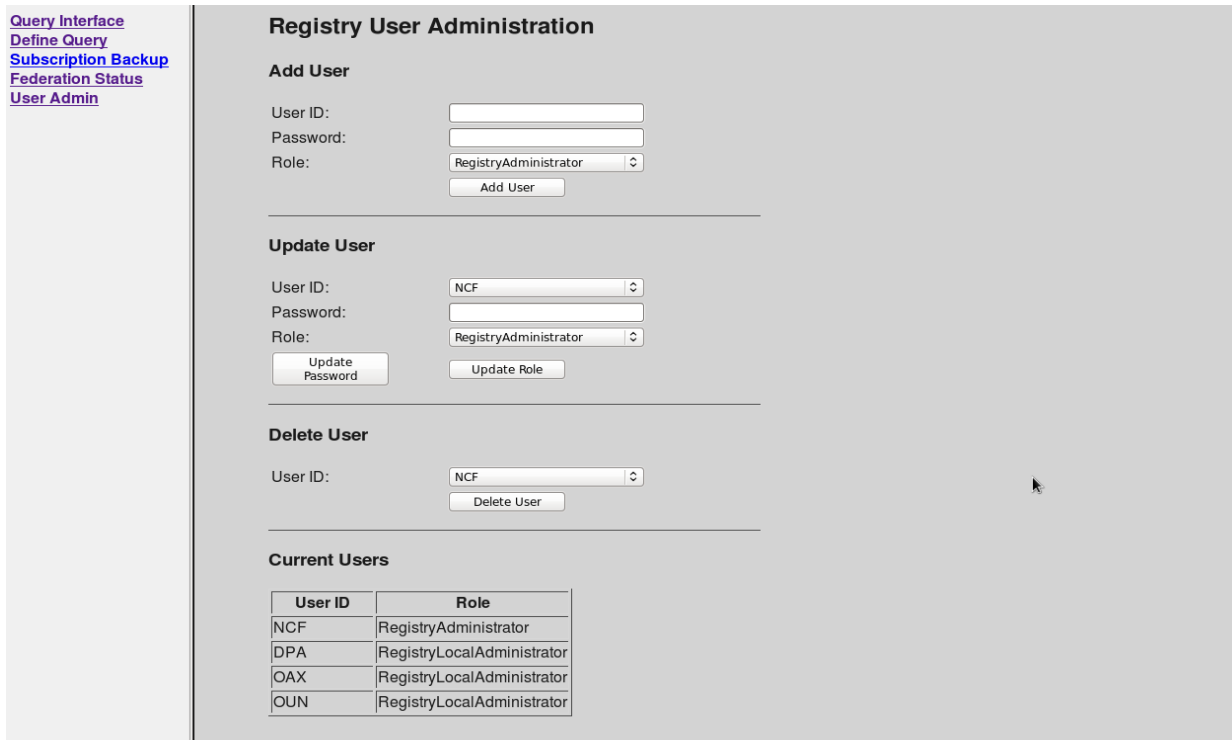 Query Interface
Define Query
Subscription Backup
Federation Status
User Admin
Registry User Administration
Add User
User ID:
Password:
Role: RegistryAdministrator
Add User
Update User
User ID: NCF
Password:
Role: RegistryAdministrator
Update
Password
Update Role
Delete User
User ID: NCF
Delete User
Current Users
User ID Role
NCF RegistryAdministrator
DPA RegistryLocalAdministrator
OAX RegistryLocalAdministrator
OUN RegistryLocalAdministrator